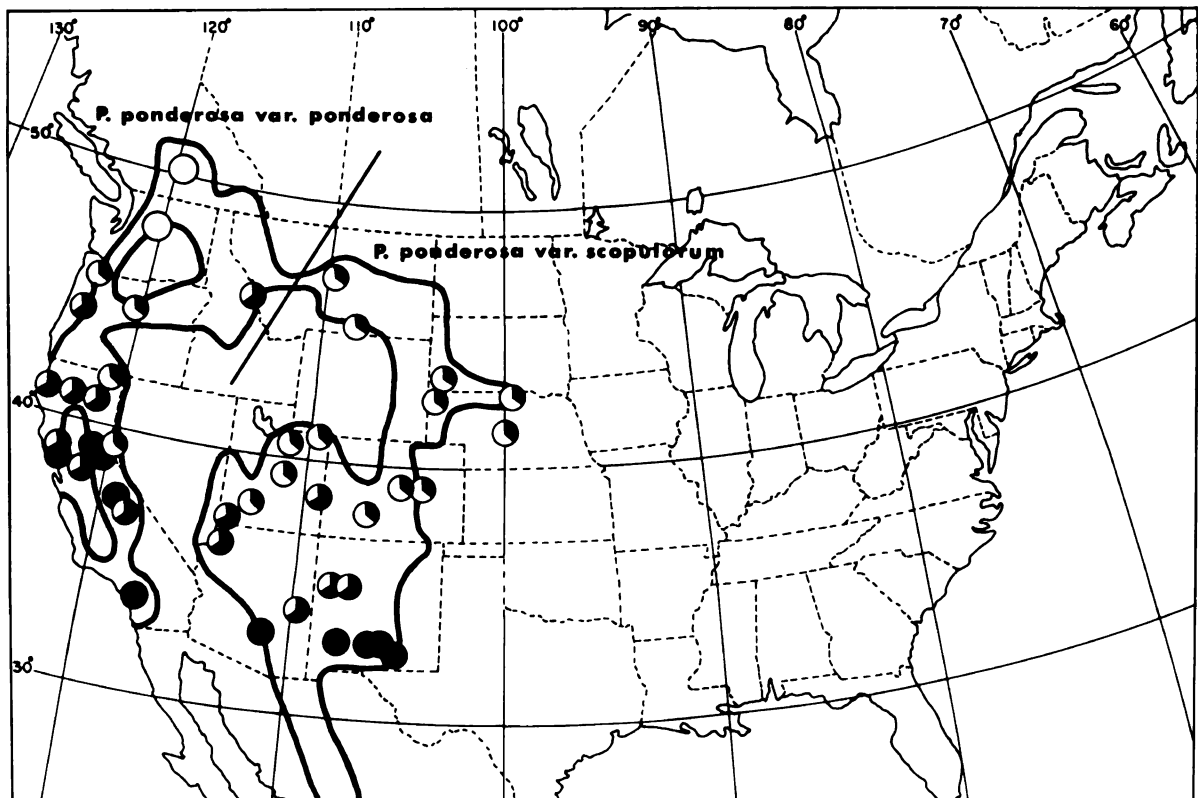 130° 120° 110° 100° 90° 80° 70° 60°
P. ponderosa var. ponderosa
50°
P. ponderosa var. scopulorum
40°
30°